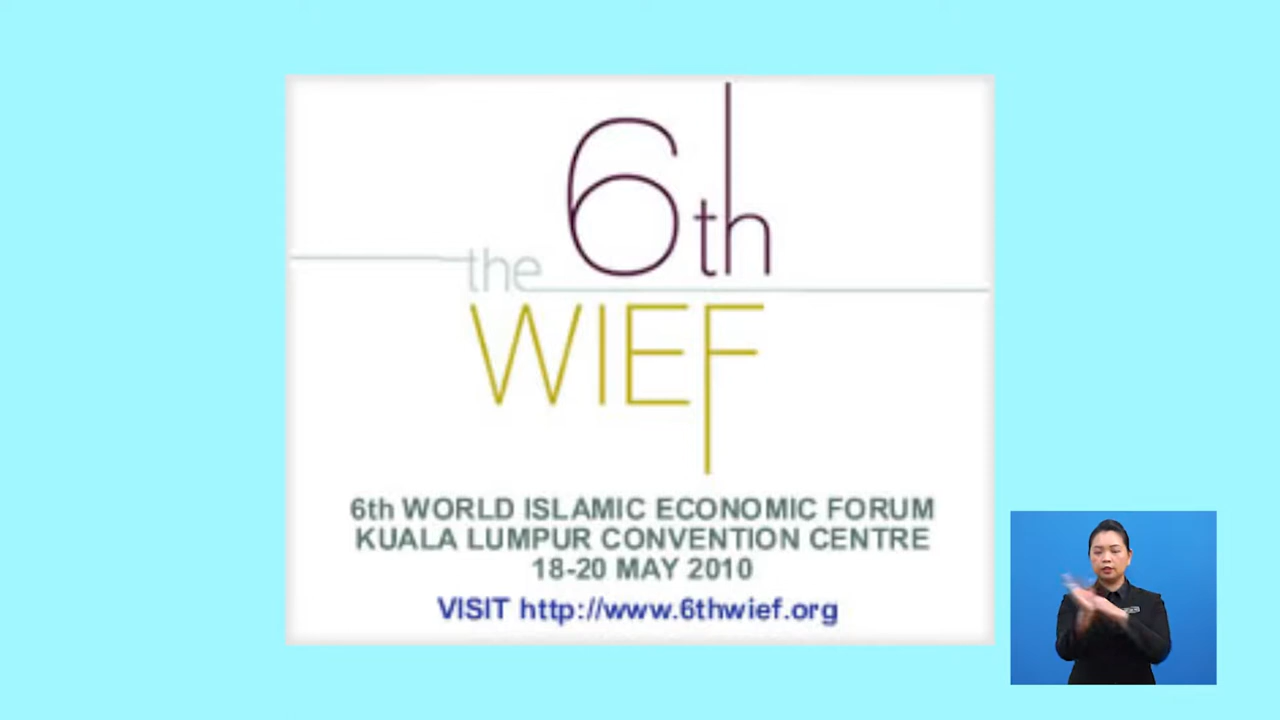 the 6th
WIEF
6th WORLD ISLAMIC ECONOMIC FORUM
KUALA LUMPUR CONVENTION CENTRE
18-20 MAY 2010
VISIT http://www.6thwief.org